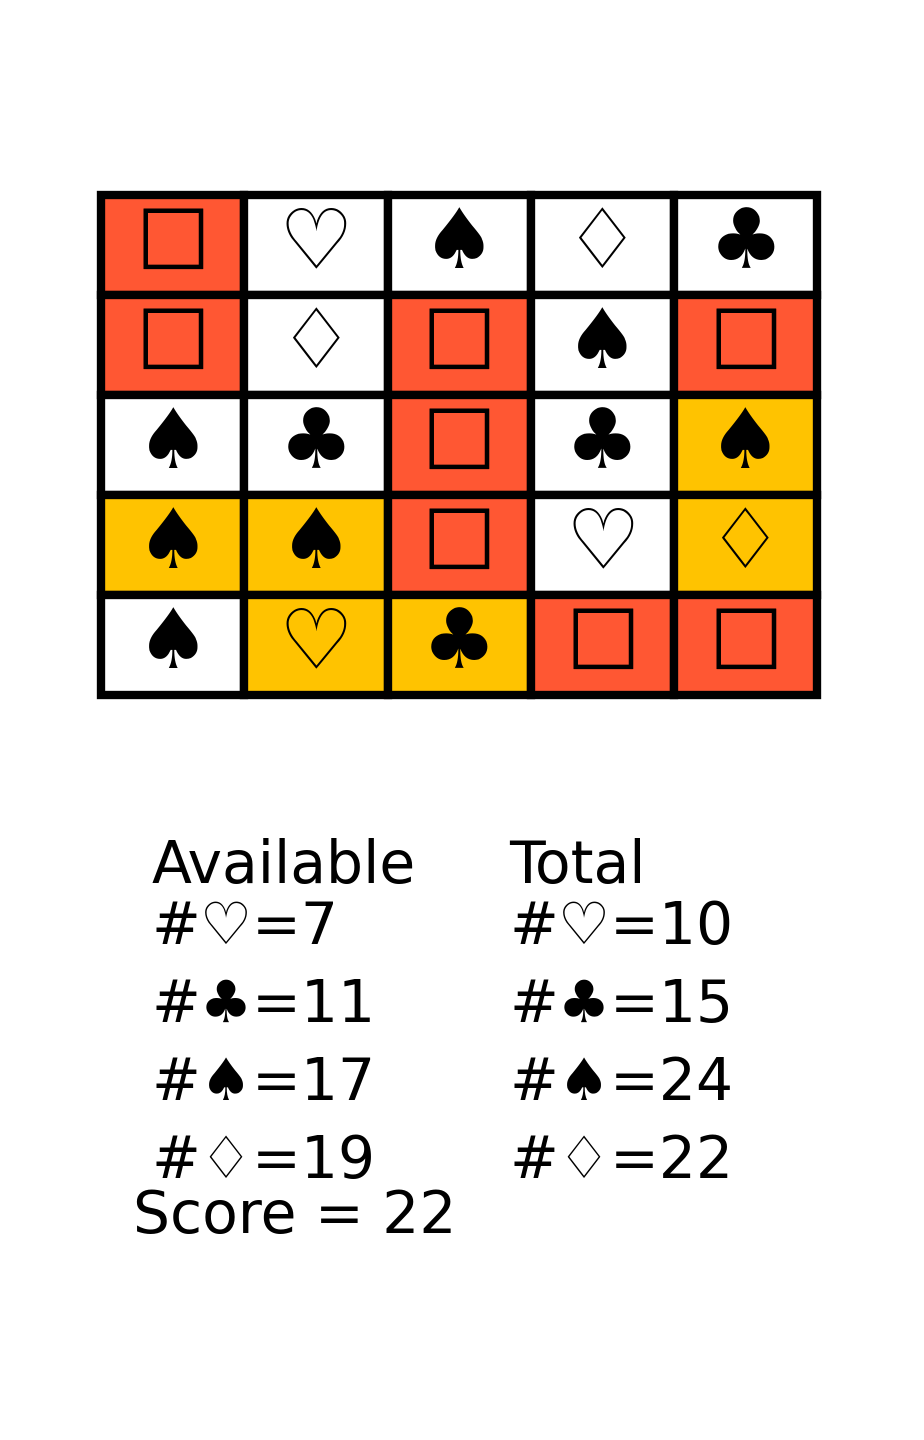 □ ♡ ♠ ♢ ♣
□ ♢ □ ♠ □
♠ ♣ □ ♣ ♠
♠ ♠ □ ♡ ♢
♠ ♡ ♣ □ □
Available Total
#♡=7 #♡=10
#♣=11 #♣=15
#♠=17 #♠=24
#♢=19 #♢=22
Score = 22